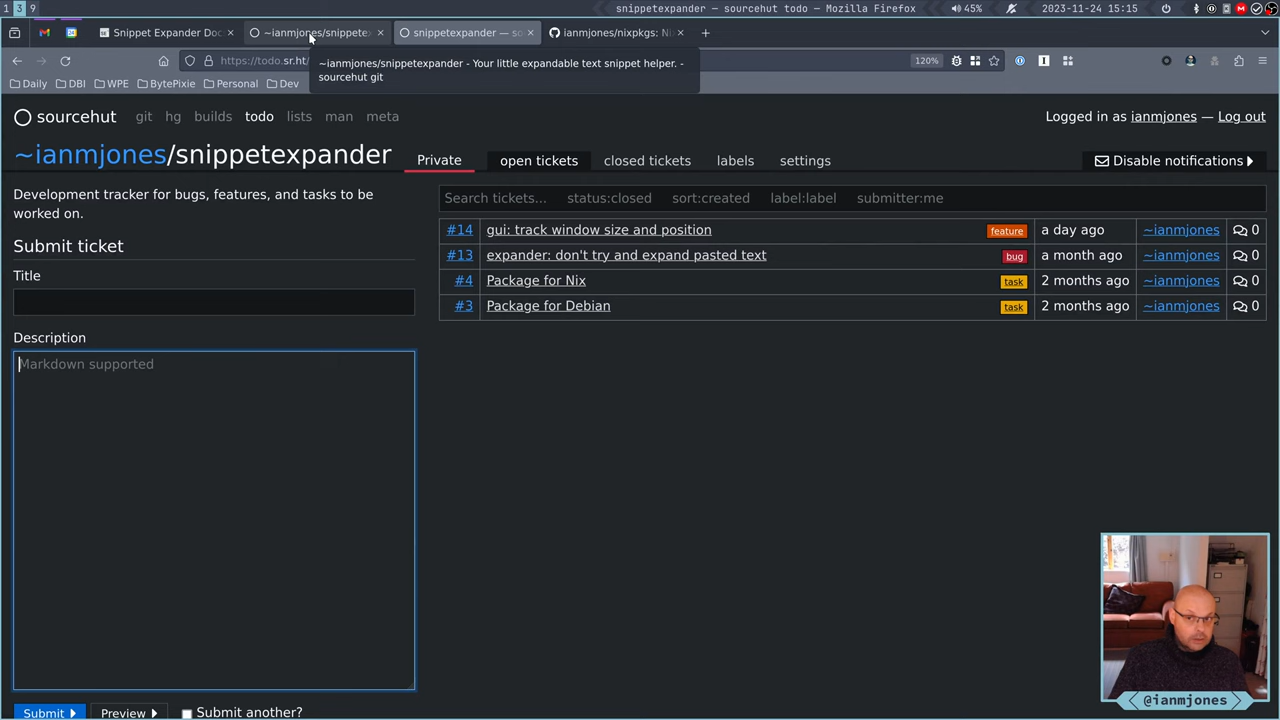 1 3 9
snippetexpander — sourcehut todo — Mozilla Firefox
45%
2023-11-24 15:15
Snippet Expander Doc
~ianmjones/snippete
snippetexpander — so
ianmjones/nixpkgs: Ni
https://todo.sr.ht/
120%
~ianmjones/snippetexpander - Your little expandable text snippet helper. -
sourcehut git
Daily
DBI
WPE
BytePixie
Personal
Dev
sourcehut
git
hg
builds
todo
lists
man
meta
Logged in as ianmjones — Log out
~ianmjones/snippetexpander
Private
open tickets
closed tickets
labels
settings
Disable notifications
Development tracker for bugs, features, and tasks to be
worked on.
Submit ticket
Title
Description
Markdown supported
Submit
Preview
Submit another?
Search tickets... status:closed sort:created label:label submitter:me
#14 gui: track window size and position feature a day ago ~ianmjones 0
#13 expander: don't try and expand pasted text bug a month ago ~ianmjones 0
#4 Package for Nix task 2 months ago ~ianmjones 0
#3 Package for Debian task 2 months ago ~ianmjones 0
@ianmjones